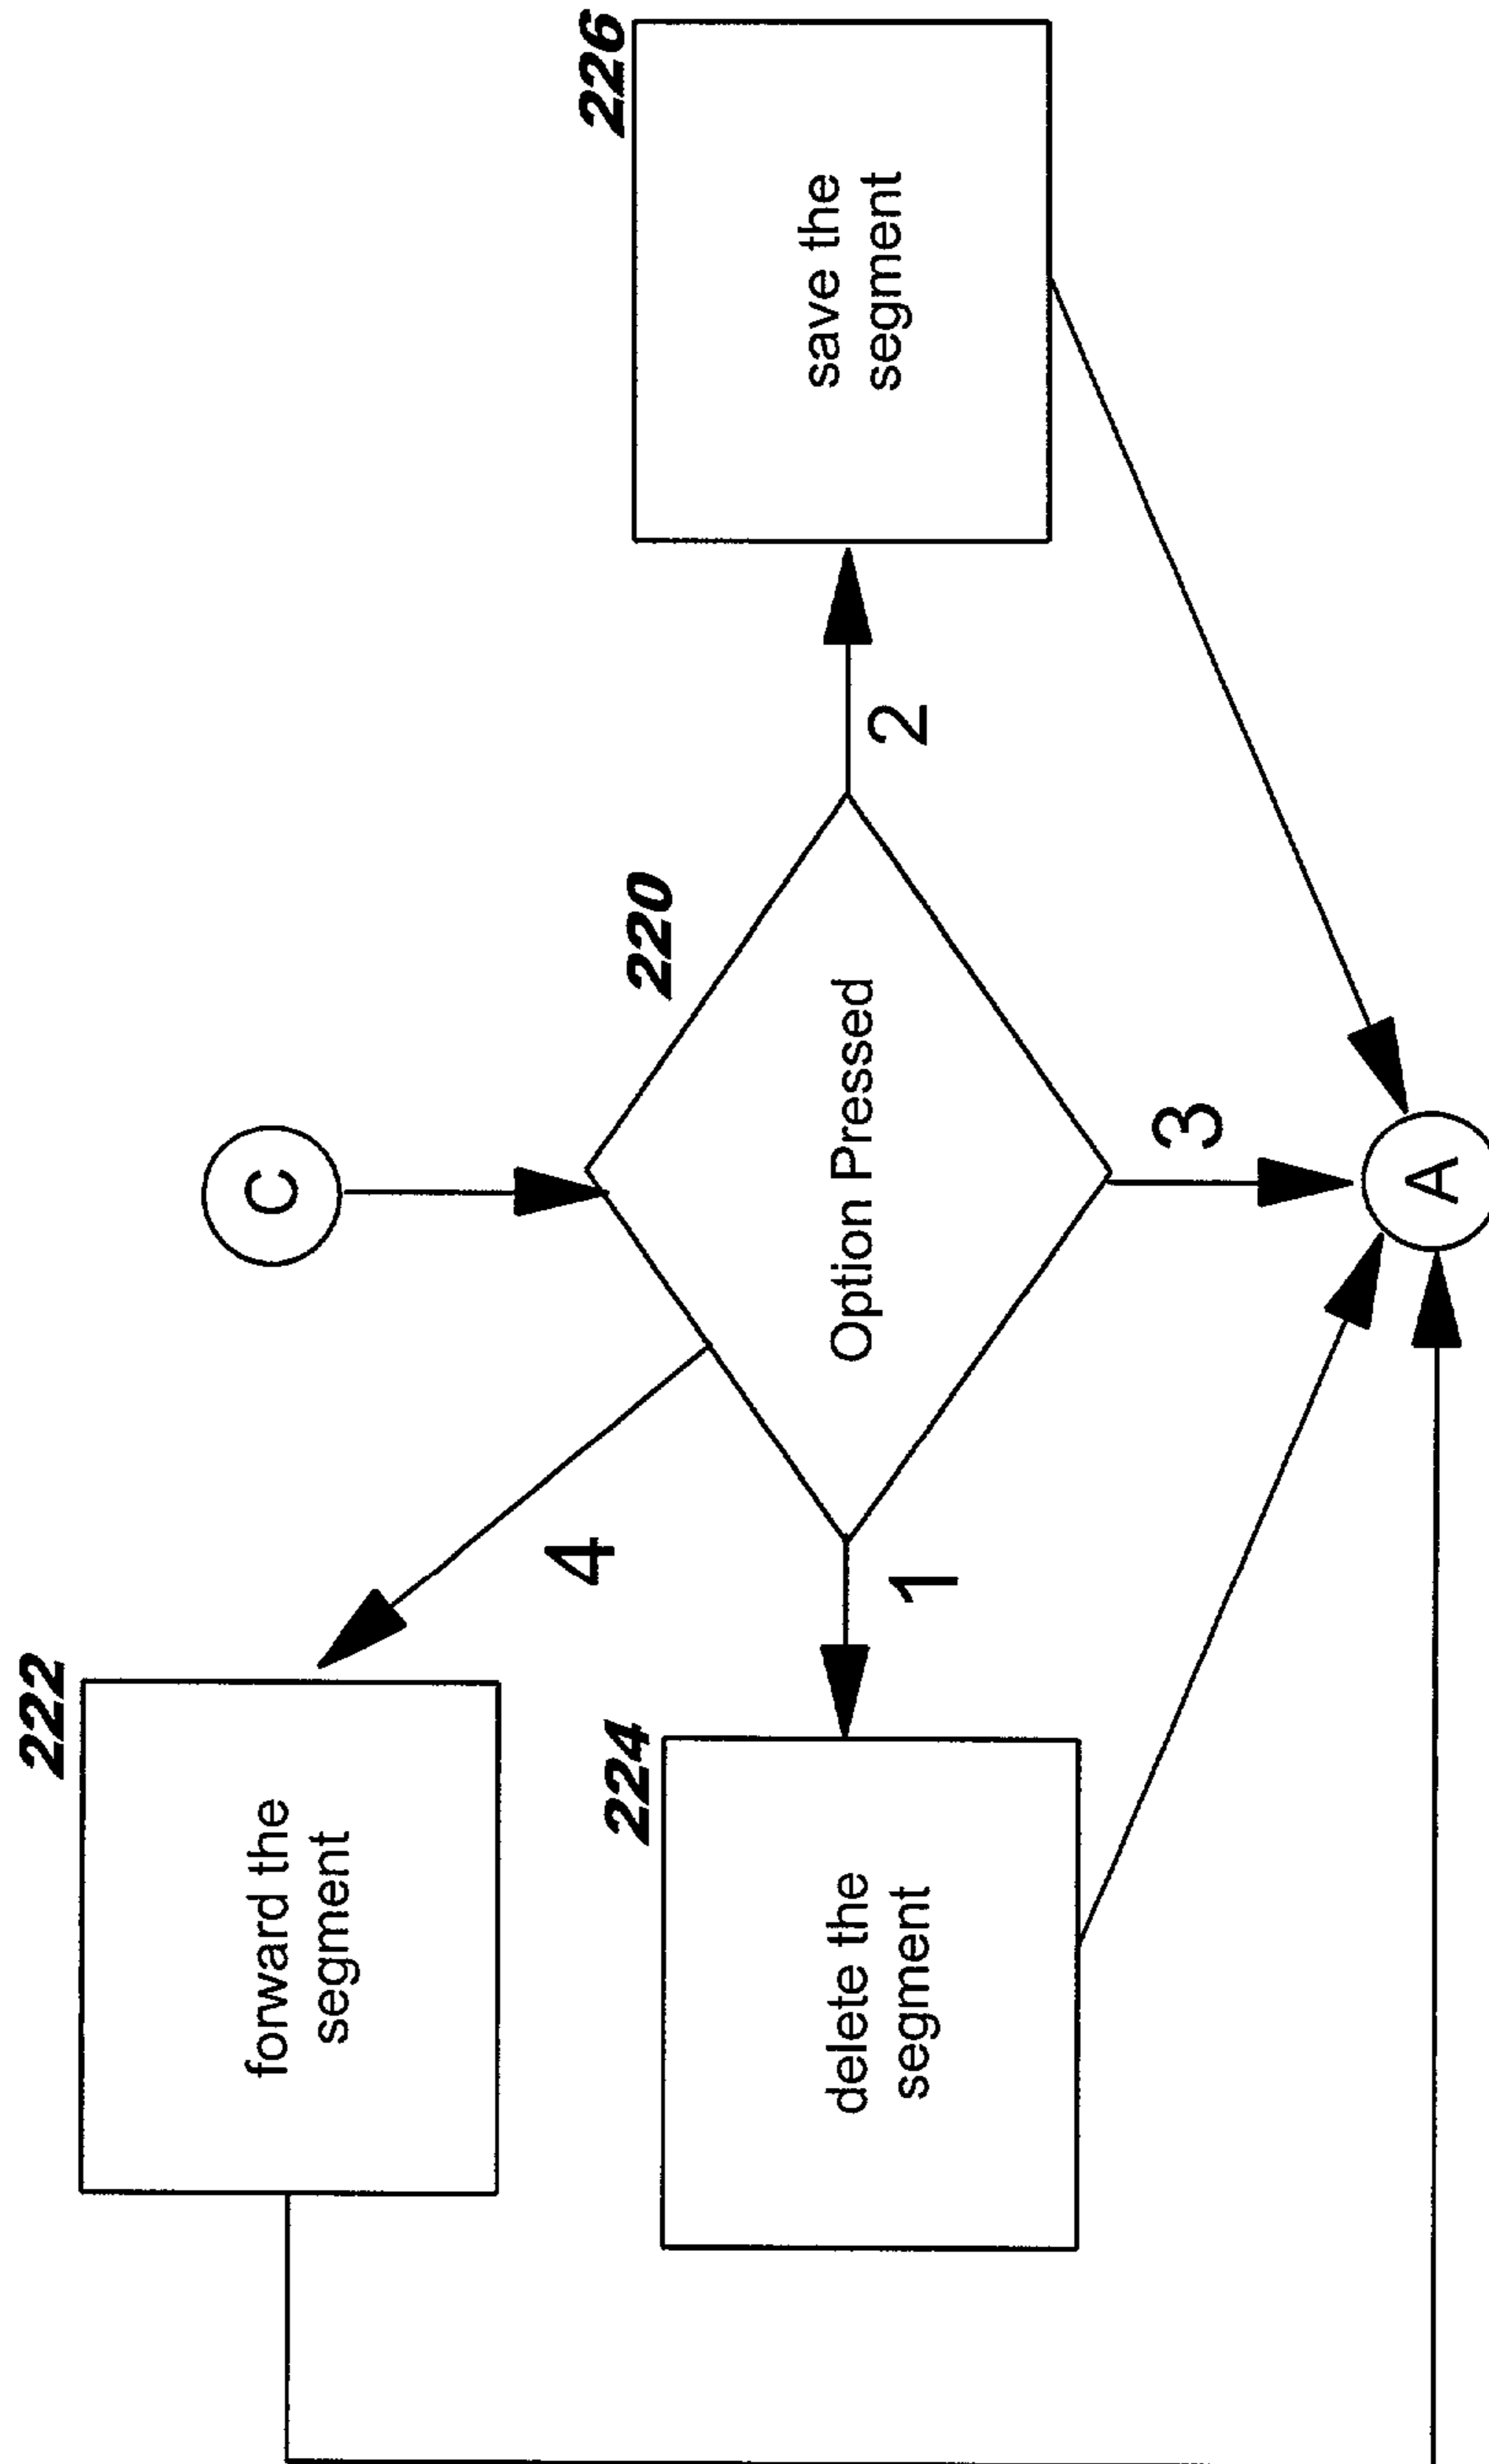 222
forward the
segment
C
4
220
Option Pressed
224
delete the
segment
1
2
226
save the
segment
3
A